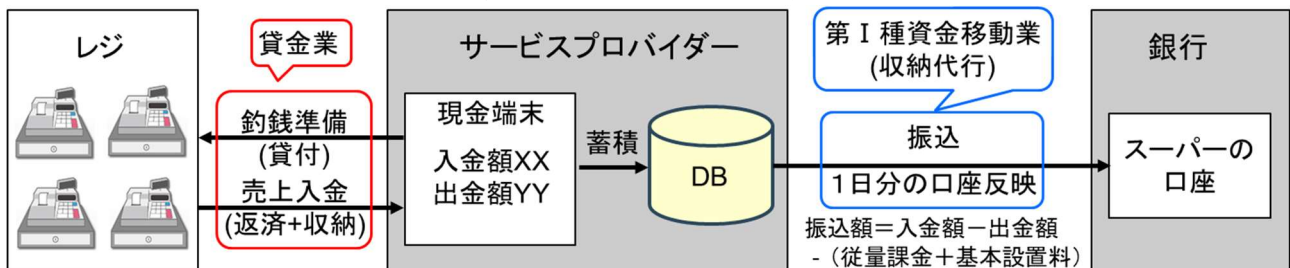 レジ
貸金業
釣銭準備
(貸付)
売上入金
(返済+収納)
サービスプロバイダー
現金端末
入金額XX
出金額YY
蓄積
DB
第Ⅰ種資金移動業
(収納代行)
振込
1日分の口座反映
振込額＝入金額－出金額
-（従量課金＋基本設置料）
銀行
スーパーの
口座